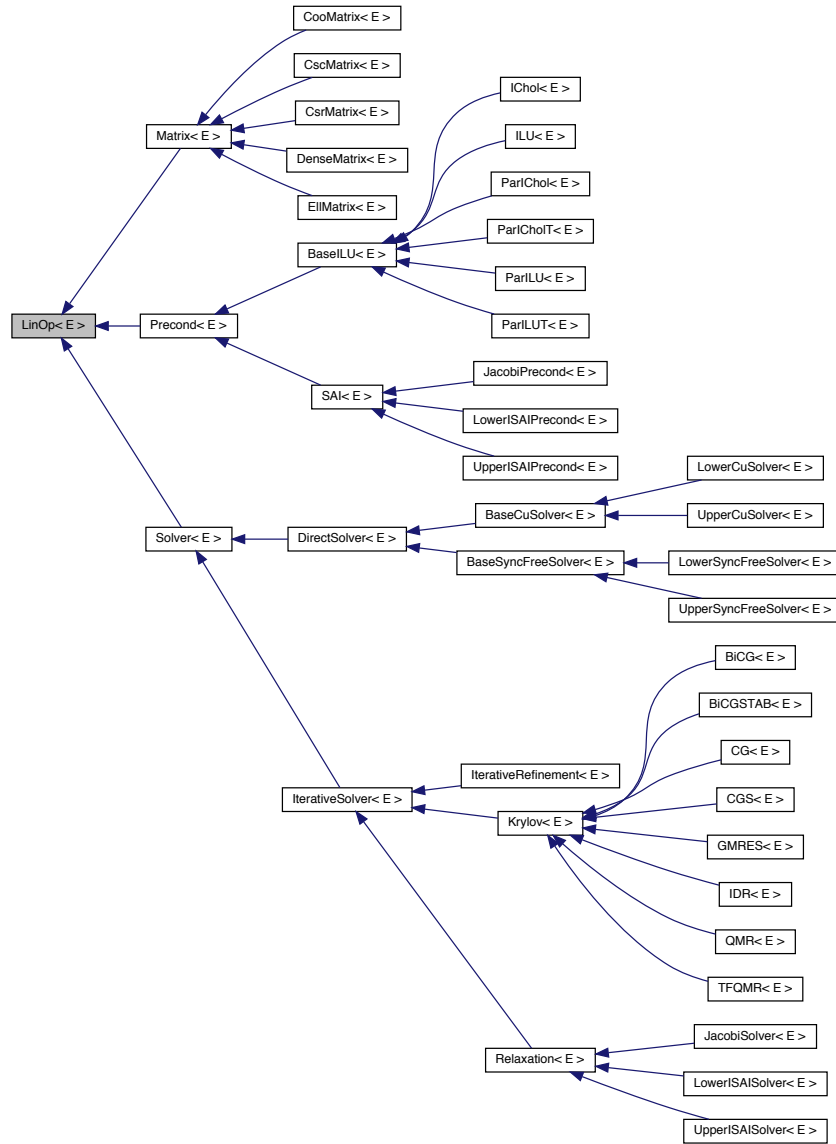 CooMatrix< E >
CscMatrix< E >
CsrMatrix< E >
Matrix< E >
DenseMatrix< E >
EllMatrix< E >
IChol< E >
ILU< E >
ParIChol< E >
ParICholT< E >
BaseILU< E >
ParILU< E >
ParILUT< E >
LinOp< E >
Precond< E >
JacobiPrecond< E >
SAI< E >
LowerISAIPrecond< E >
UpperISAIPrecond< E >
LowerCuSolver< E >
BaseCuSolver< E >
UpperCuSolver< E >
Solver< E >
DirectSolver< E >
BaseSyncFreeSolver< E >
LowerSyncFreeSolver< E >
UpperSyncFreeSolver< E >
BiCG< E >
BiCGSTAB< E >
CG< E >
IterativeRefinement< E >
IterativeSolver< E >
CGS< E >
Krylov< E >
GMRES< E >
IDR< E >
QMR< E >
TFQMR< E >
JacobiSolver< E >
Relaxation< E >
LowerISAISolver< E >
UpperISAISolver< E >